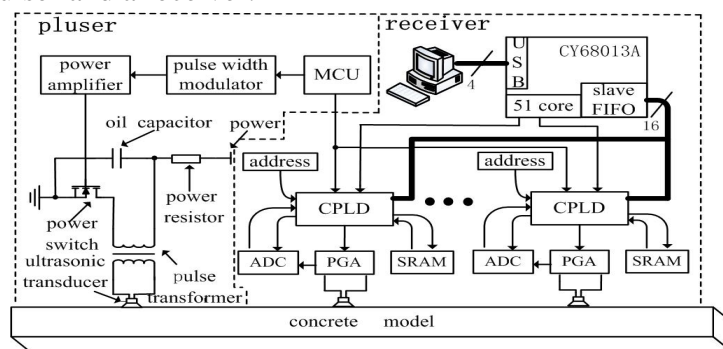 pluser
receiver
power
amplifier
pulse width
modulator
MCU
U
S
B
CY68013A
slave
FIFO
51 core
4
16
oil capacitor
power
power
resistor
power
switch
ultrasonic
transducer
pulse
transformer
address
CPLD
ADC
PGA
SRAM
address
CPLD
ADC
PGA
SRAM
concrete model